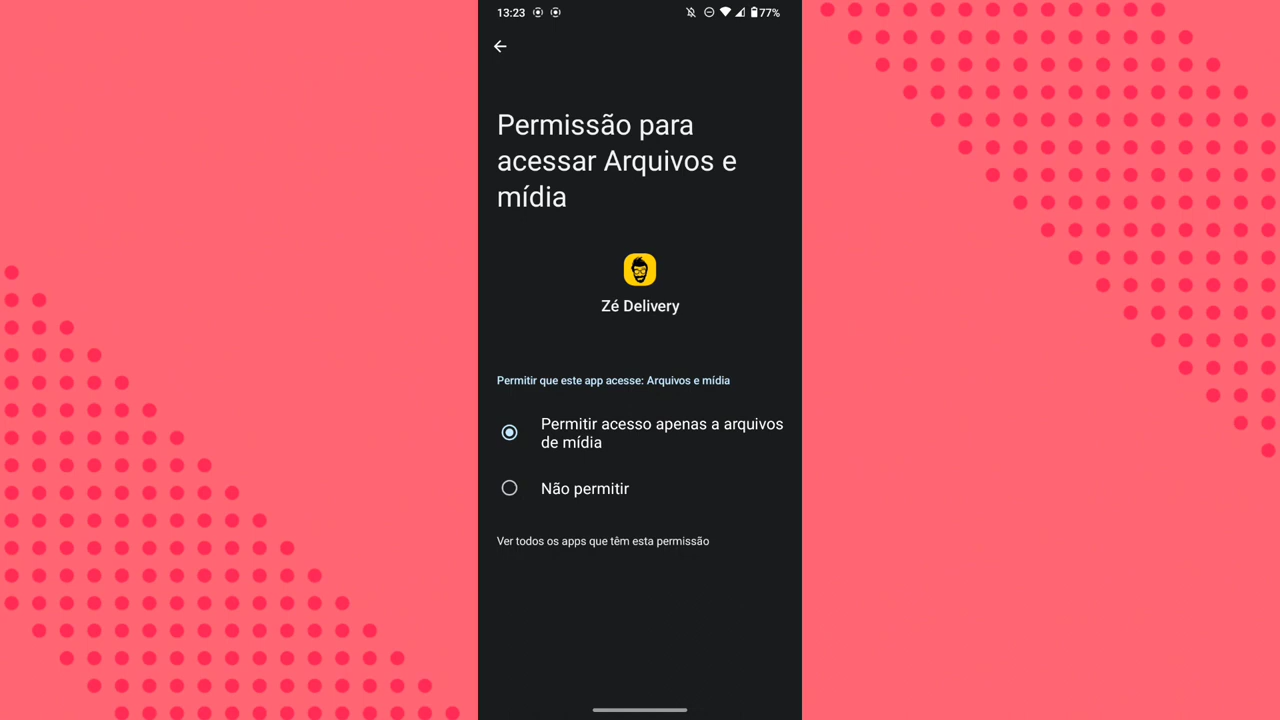 13:23
77%
Permissão para
acessar Arquivos e
mídia
Zé Delivery
Permitir que este app acesse: Arquivos e mídia
Permitir acesso apenas a arquivos
de mídia
Não permitir
Ver todos os apps que têm esta permissão